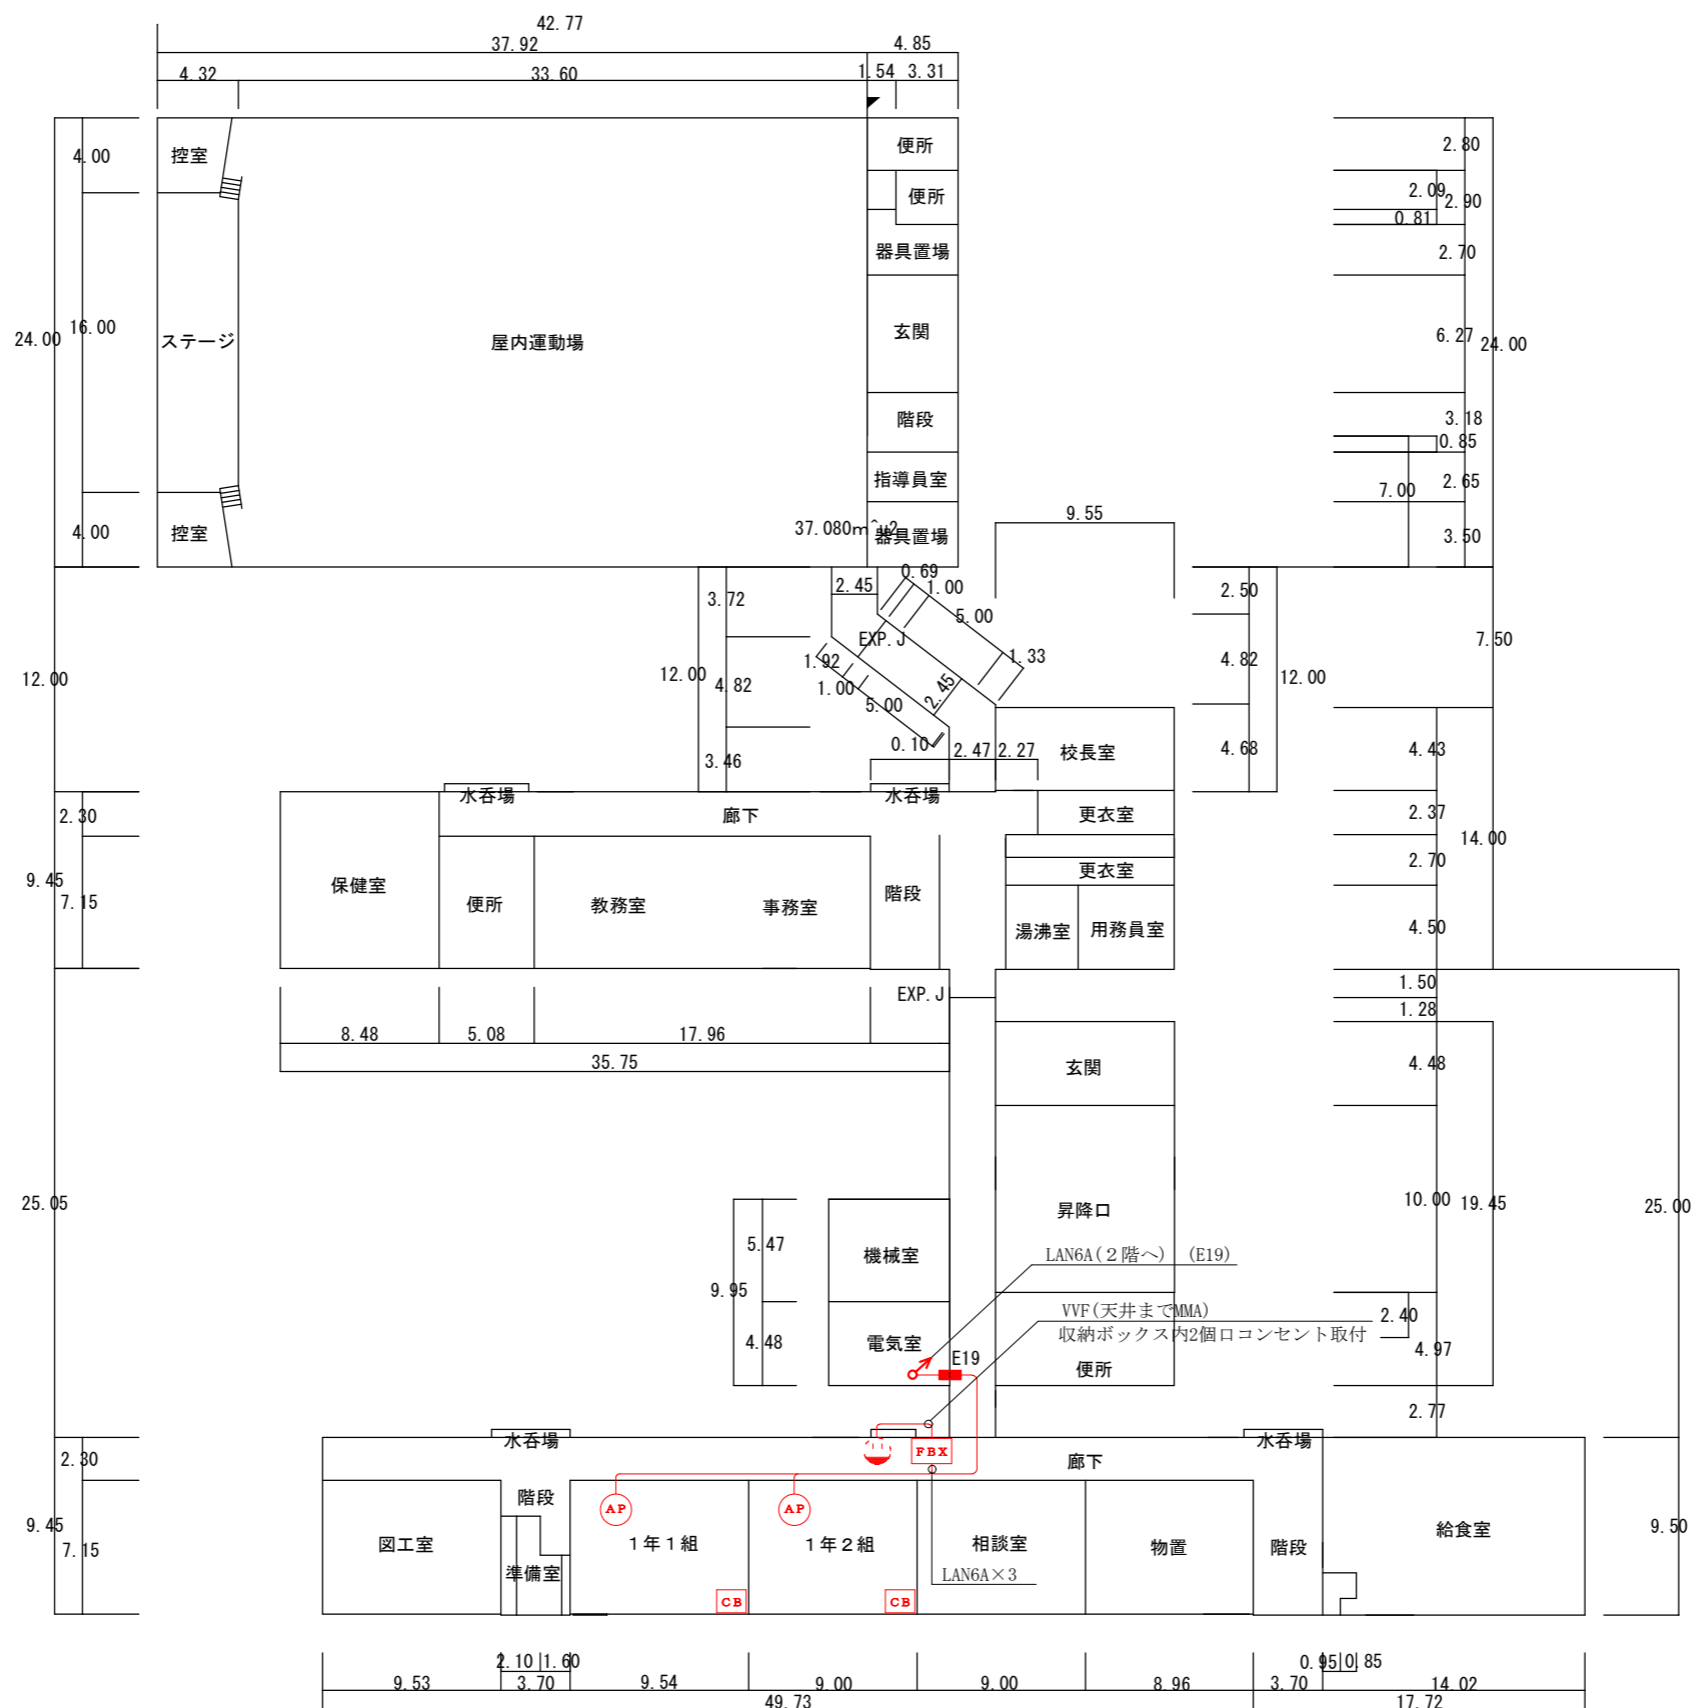 42.77
37.92
4.85
4.32
33.60
1.54
3.31
4.00
控室
便所
2.80
便所
2.09
2.90
0.81
器具置場
2.70
24.00
16.00
ステージ
屋内運動場
玄関
6.27
24.00
階段
3.18
0.85
指導員室
2.65
7.00
9.55
4.00
控室
37.080m^u2
器具置場
3.50
0.69
2.45
1.00
3.72
5.00
2.50
EXP.J
7.50
1.92
1.33
4.82
12.00
12.00
4.82
1.00
2.45
12.00
5.00
0.10
2.47
2.27
3.46
校長室
4.68
4.43
水呑場
水呑場
2.30
廊下
更衣室
2.37
14.00
保健室
更衣室
2.70
9.45
7.15
便所
教務室
事務室
階段
湯沸室
用務員室
4.50
EXP.J
1.50
1.28
8.48
5.08
17.96
35.75
玄関
4.48
25.05
昇降口
10.00
19.45
25.00
5.47
機械室
LAN6A(２階へ) (E19)
9.95
VVF(天井までMMA)
収納ボックス内2個口コンセント取付
2.40
4.48
電気室
E19
4.97
便所
2.77
水呑場
水呑場
2.30
FBX
廊下
階段
AP
AP
9.45
7.15
図工室
準備室
１年１組
１年２組
相談室
物置
階段
給食室
9.50
LAN6A×3
CB
CB
2.10
1.60
0.95
0.85
9.53
3.70
9.54
9.00
9.00
8.96
3.70
14.02
49.73
17.72